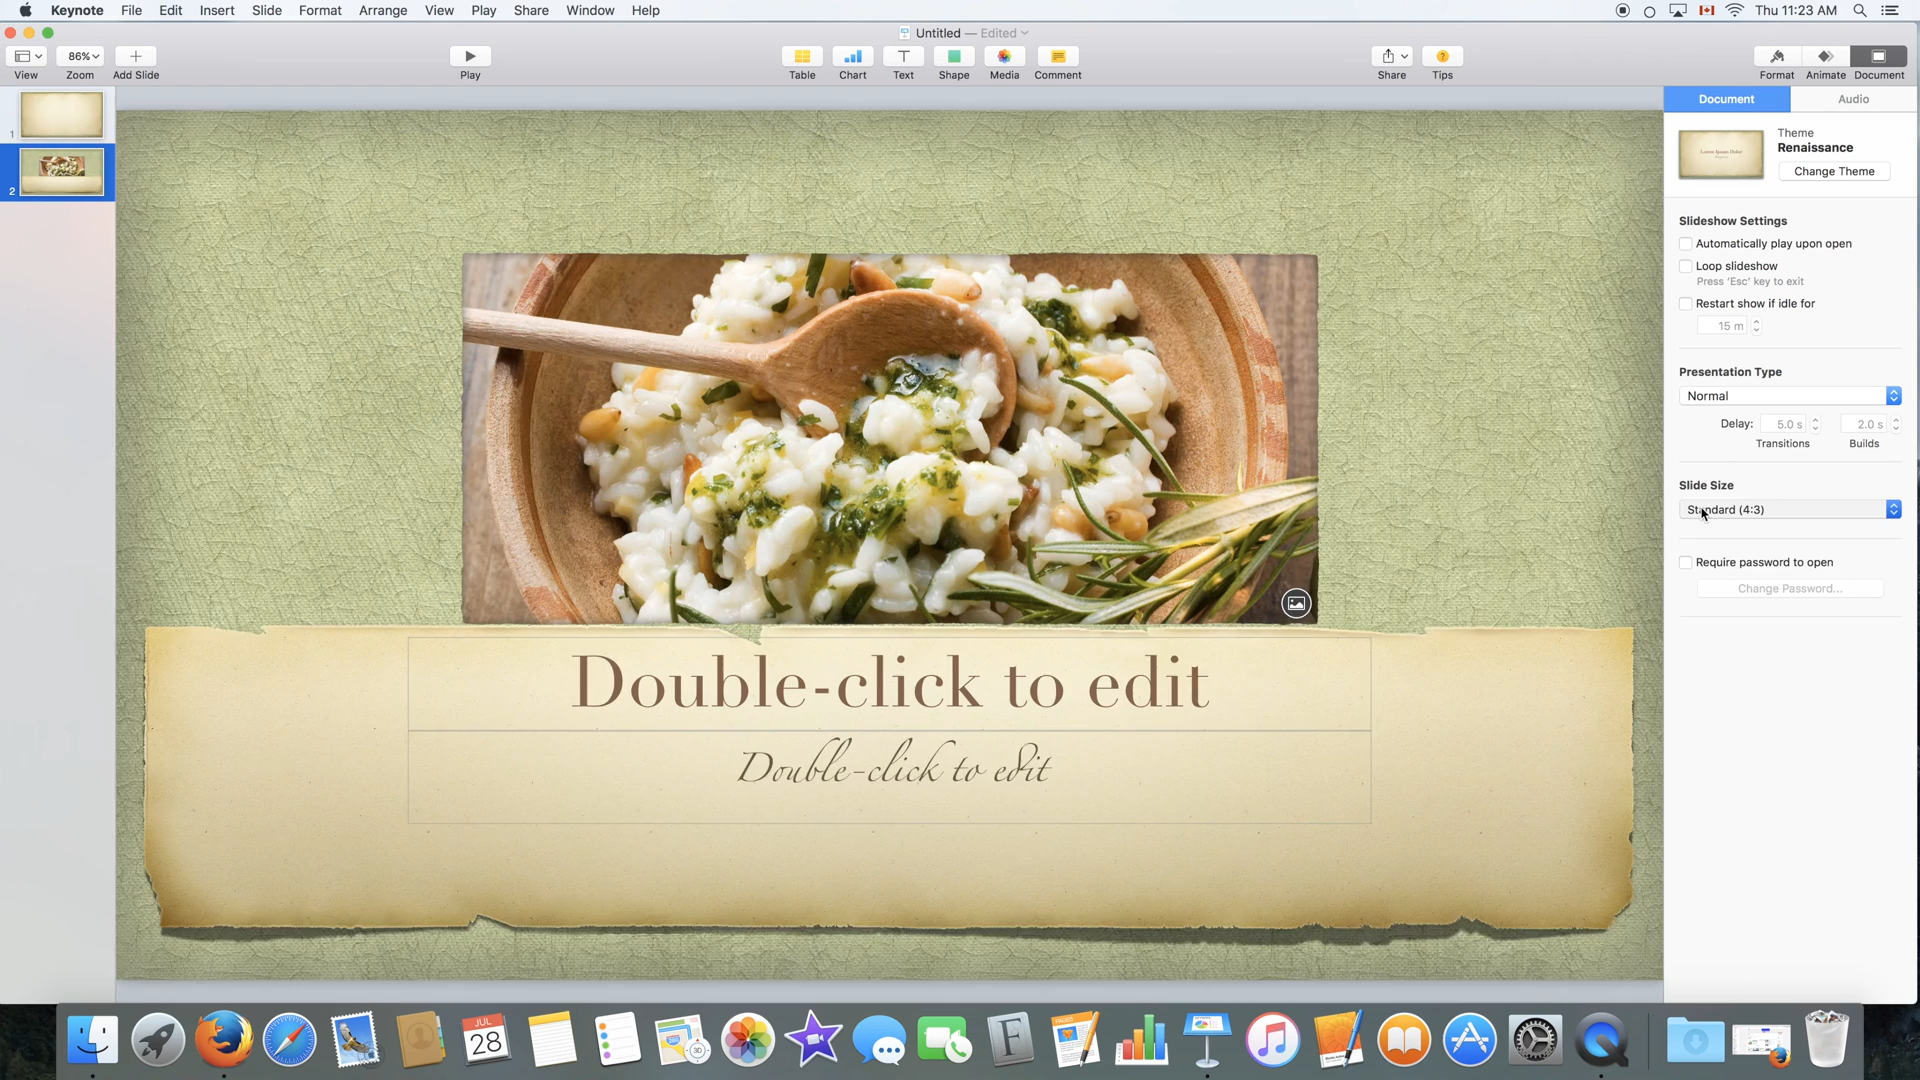 Keynote File Edit Insert Slide Format Arrange View Play Share Window Help Thu 11:23 AM
Untitled — Edited
86%
View Zoom Add Slide Play Table Chart Text Shape Media Comment Share Tips Format Animate Document
Document Audio
1
2
Theme
Renaissance
Change Theme
Slideshow Settings
Automatically play upon open
Loop slideshow
Press 'Esc' key to exit
Restart show if idle for
15 m
Presentation Type
Normal
Delay: 5.0 s 2.0 s
Transitions Builds
Slide Size
Standard (4:3)
Require password to open
Change Password...
Double-click to edit
Double-click to edit
JUL
28
3D
PAGES